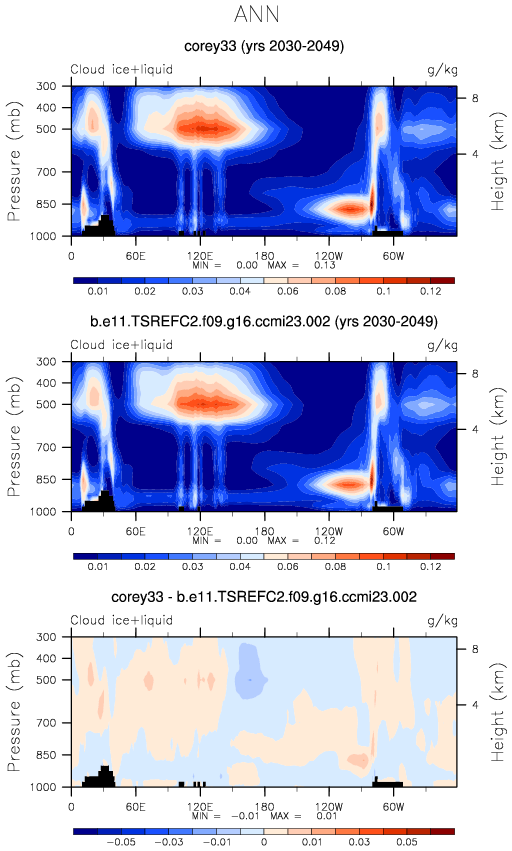 ANN
corey33 (yrs 2030-2049)
Cloud ice+liquid g/kg
300
400
500
700
850
1000
Pressure (mb)
8
4
Height (km)
0 60E 120E 180 120W 60W
MIN = 0.00 MAX = 0.13
0.01 0.02 0.03 0.04 0.06 0.08 0.1 0.12
b.e11.TSREFC2.f09.g16.ccmi23.002 (yrs 2030-2049)
Cloud ice+liquid g/kg
300
400
500
700
850
1000
Pressure (mb)
8
4
Height (km)
0 60E 120E 180 120W 60W
MIN = 0.00 MAX = 0.12
0.01 0.02 0.03 0.04 0.06 0.08 0.1 0.12
corey33 - b.e11.TSREFC2.f09.g16.ccmi23.002
Cloud ice+liquid g/kg
300
400
500
700
850
1000
Pressure (mb)
8
4
Height (km)
0 60E 120E 180 120W 60W
MIN = -0.01 MAX = 0.01
-0.05 -0.03 -0.01 0 0.01 0.03 0.05